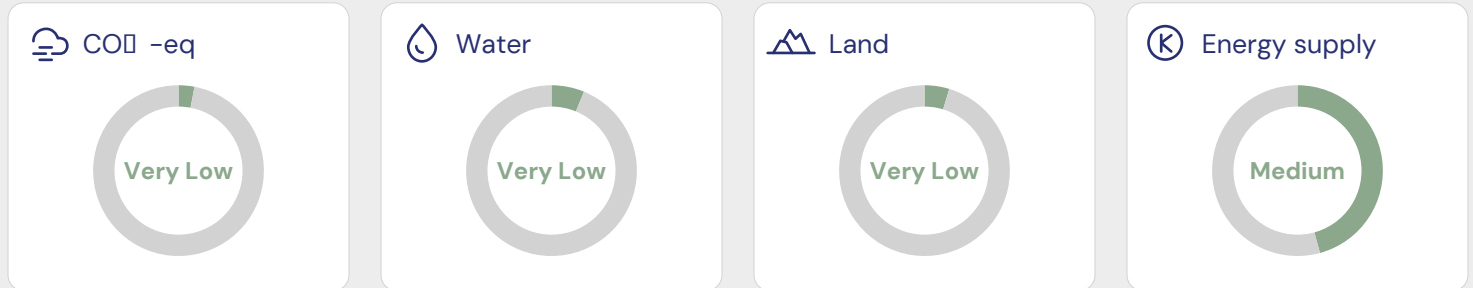 CO▯ -eq
Very Low
Water
Very Low
Land
Very Low
Energy supply
Medium